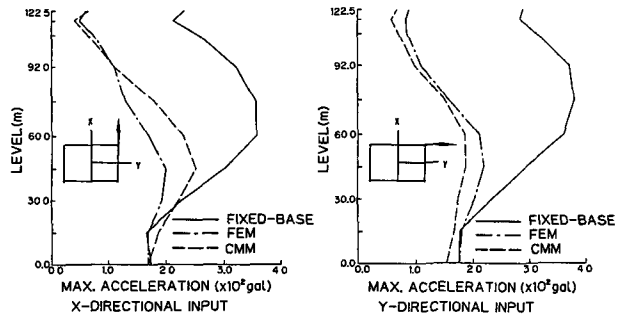 122.5
92.0
60.0
30.0
0.0
LEVEL(m)
X
Y
FIXED-BASE
FEM
CMM
0.0 1.0 2.0 3.0 4.0
MAX. ACCELERATION (x10² gal)
X-DIRECTIONAL INPUT
122.5
92.0
60.0
30.0
0.0
LEVEL(m)
X
Y
FIXED-BASE
FEM
CMM
0.0 1.0 2.0 3.0 4.0
MAX. ACCELERATION (x10² gal)
Y-DIRECTIONAL INPUT